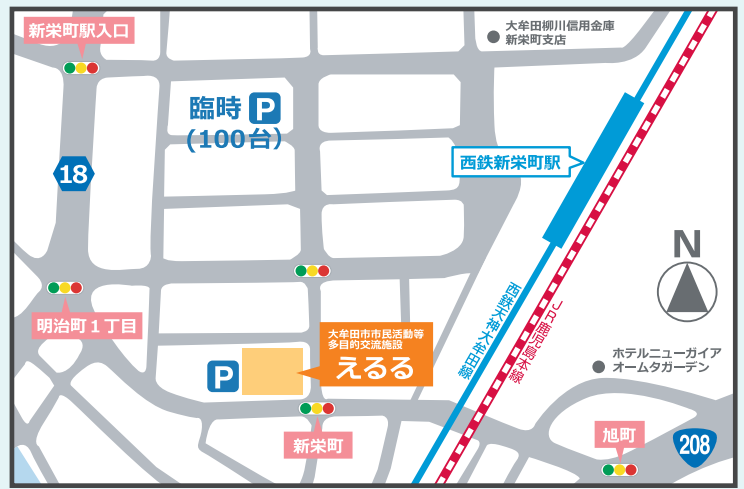 新栄町駅入口
大牟田柳川信用金庫
新栄町支店
臨時 P
(100台)
18
西鉄新栄町駅
N
明治町1丁目
大牟田市市民活動等
多目的交流施設
えるる
P
西鉄天神大牟田線
JR鹿児島本線
ホテルニューガイア
オームタガーデン
新栄町
旭町
208